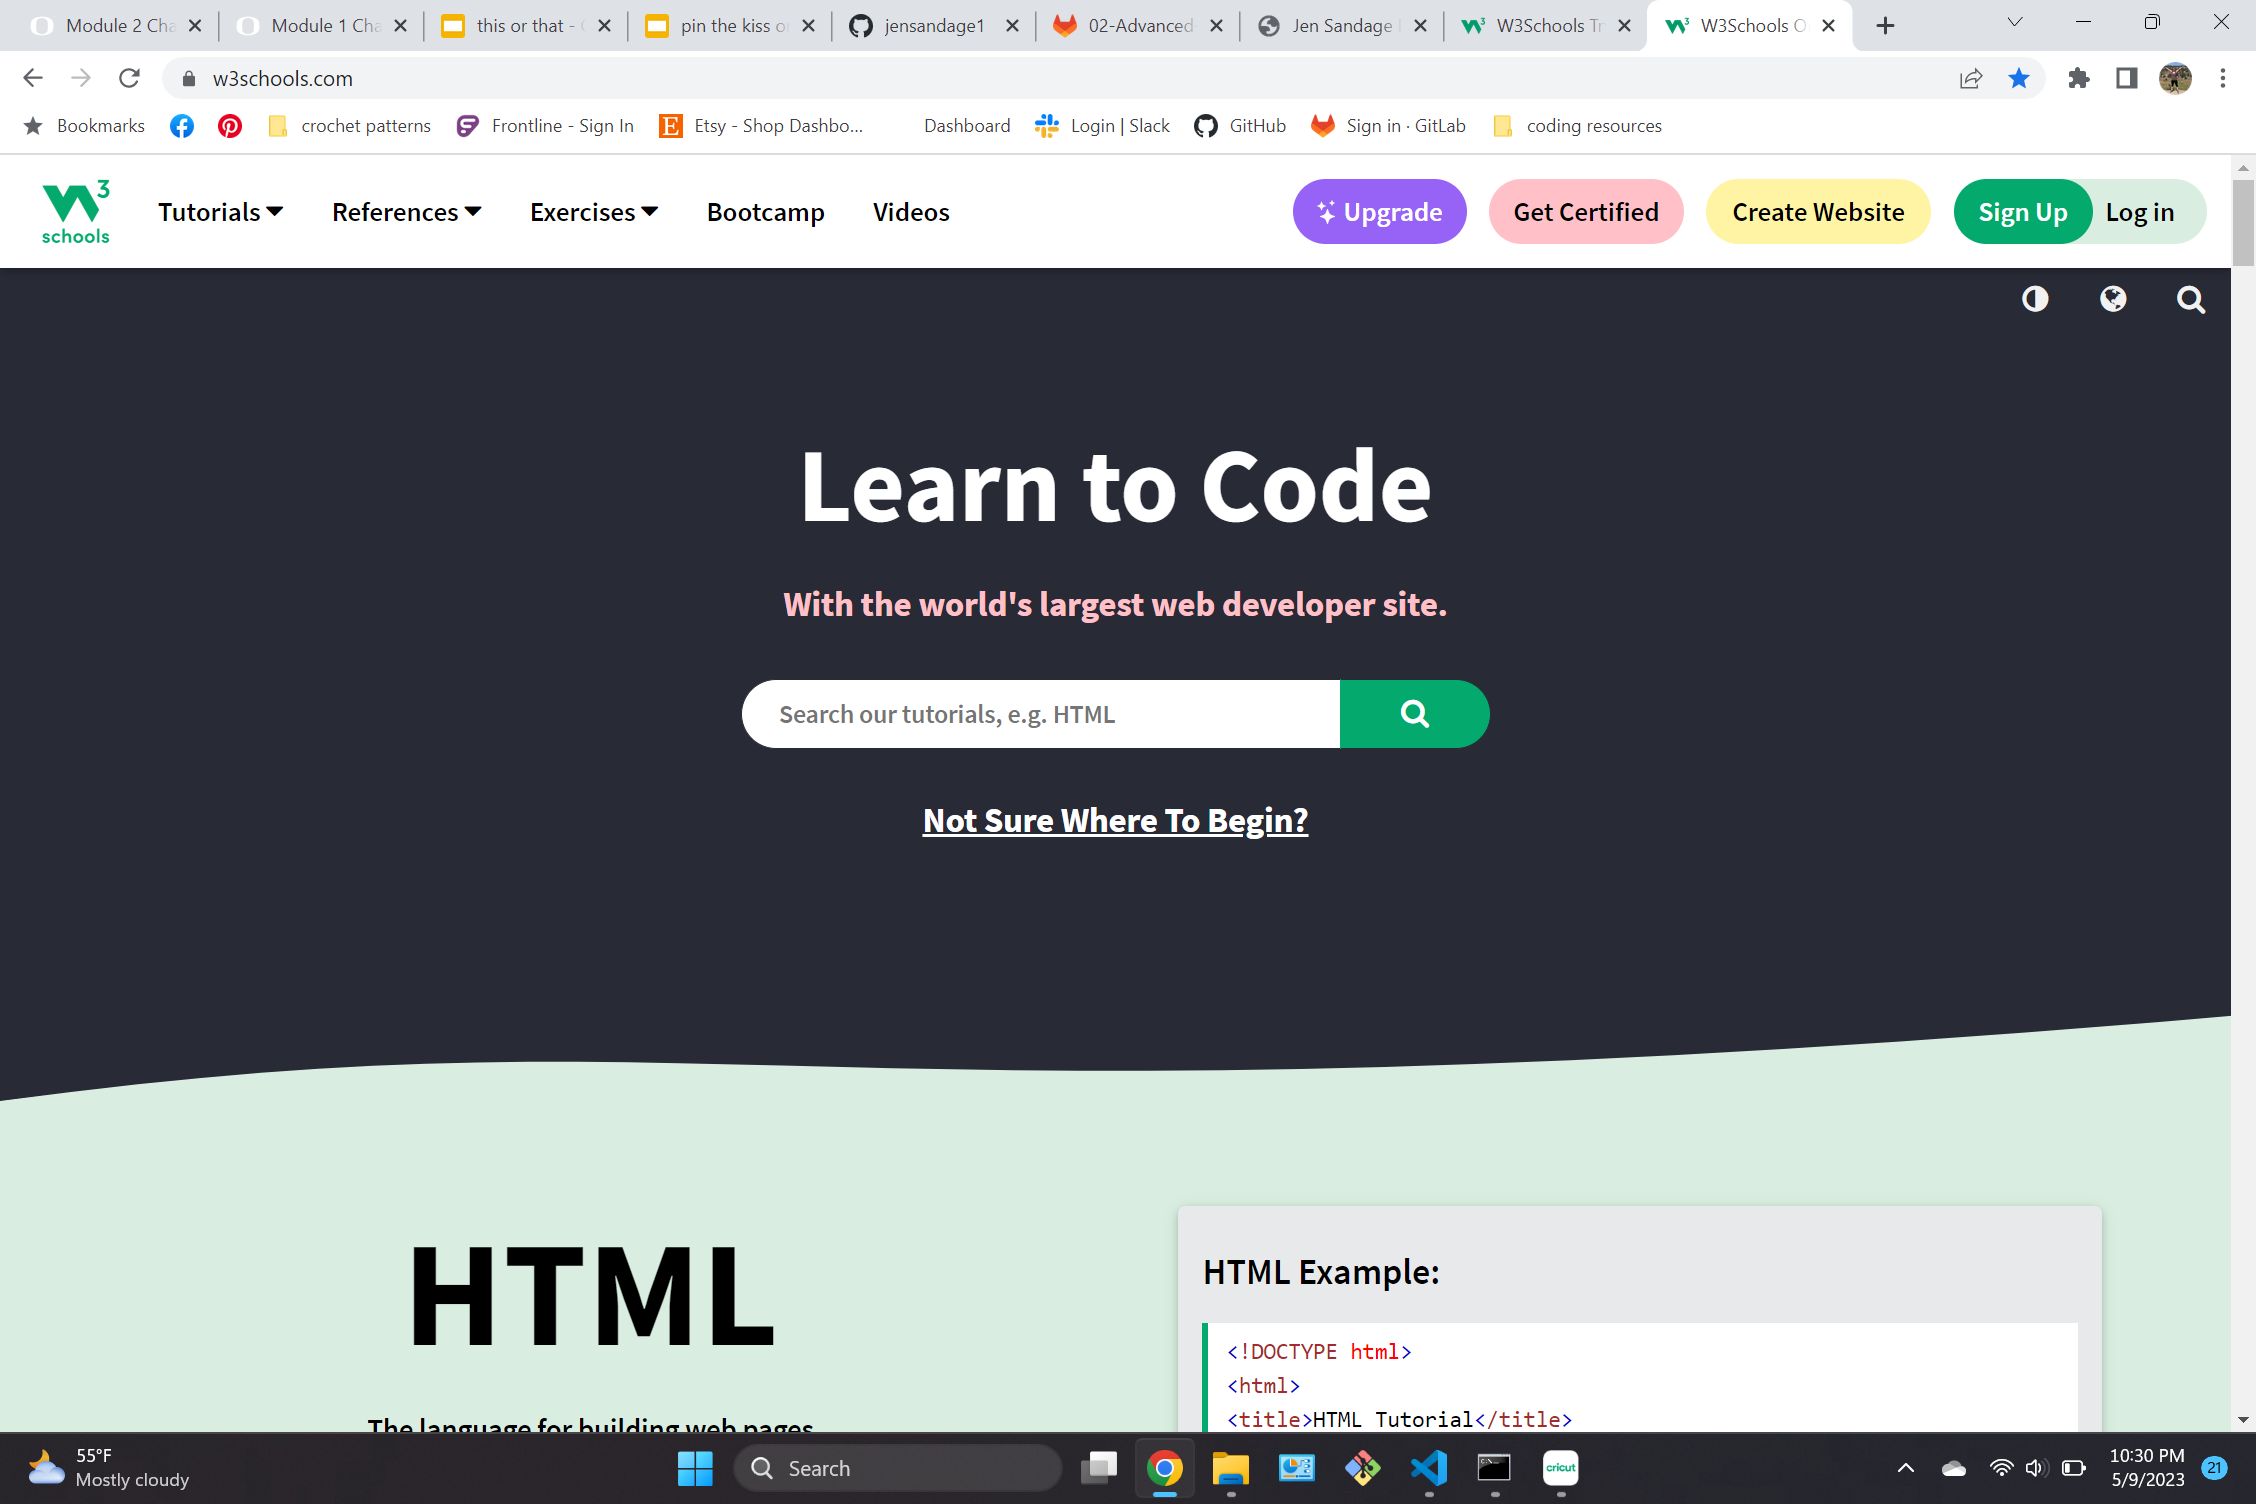 Module 2 Cha
Module 1 Cha
this or that -
pin the kiss o
jensandage1
02-Advanced
Jen Sandage
W3Schools Tr
W3Schools O
w3schools.com
Bookmarks
crochet patterns
Frontline - Sign In
Etsy - Shop Dashbo...
Dashboard
Login | Slack
GitHub
Sign in · GitLab
coding resources
W3 schools
Tutorials
References
Exercises
Bootcamp
Videos
Upgrade
Get Certified
Create Website
Sign Up
Log in
Learn to Code
With the world's largest web developer site.
Search our tutorials, e.g. HTML
Not Sure Where To Begin?
HTML
The language for building web pages
HTML Example:
<!DOCTYPE html>
<html>
<title>HTML Tutorial</title>
55°F
Mostly cloudy
Search
cricut
10:30 PM
5/9/2023
21